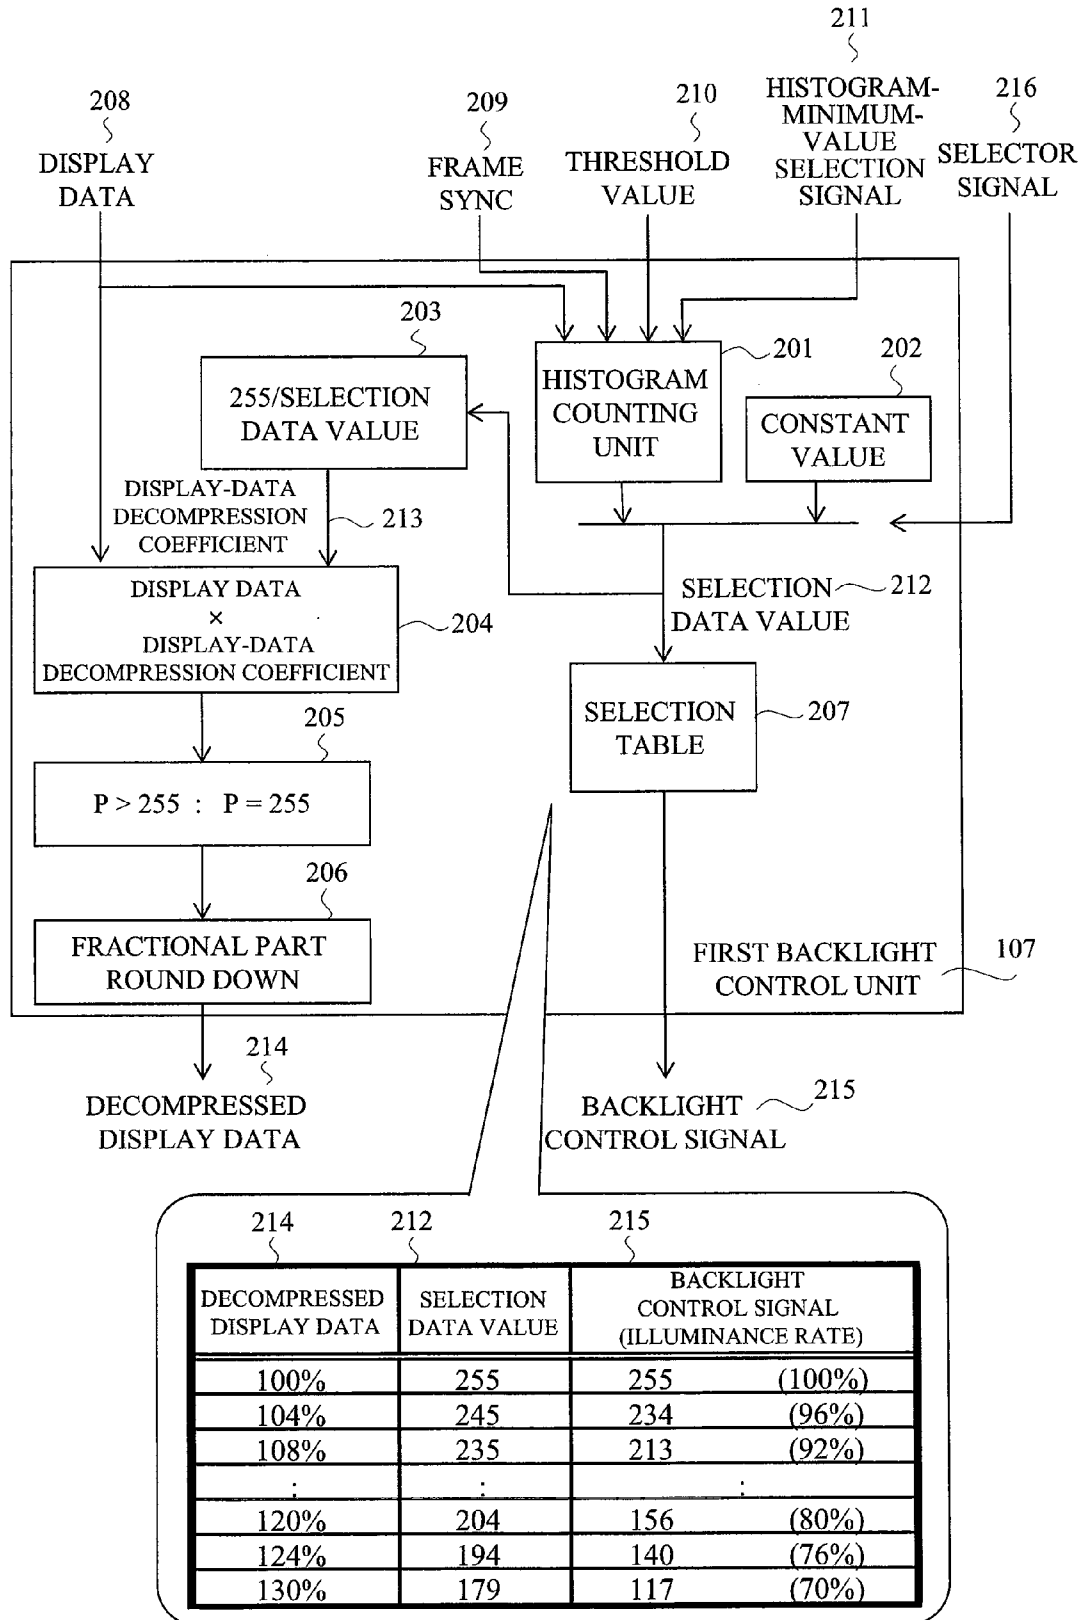 211
HISTOGRAM-
MINIMUM-
VALUE
SELECTION
SIGNAL
208
DISPLAY
DATA
209
FRAME
SYNC
210
THRESHOLD
VALUE
216
SELECTOR
SIGNAL
203
255/SELECTION
DATA VALUE
201
HISTOGRAM
COUNTING
UNIT
202
CONSTANT
VALUE
DISPLAY-DATA
DECOMPRESSION
COEFFICIENT
213
DISPLAY DATA
×
DISPLAY-DATA
DECOMPRESSION COEFFICIENT
204
SELECTION
DATA VALUE
212
205
P > 255 : P = 255
SELECTION
TABLE
207
206
FRACTIONAL PART
ROUND DOWN
FIRST BACKLIGHT
CONTROL UNIT
107
214
DECOMPRESSED
DISPLAY DATA
BACKLIGHT
CONTROL SIGNAL
215
214 212 215
DECOMPRESSED
DISPLAY DATA
SELECTION
DATA VALUE
BACKLIGHT
CONTROL SIGNAL
(ILLUMINANCE RATE)
100% 255 255 (100%)
104% 245 234 (96%)
108% 235 213 (92%)
: : :
120% 204 156 (80%)
124% 194 140 (76%)
130% 179 117 (70%)